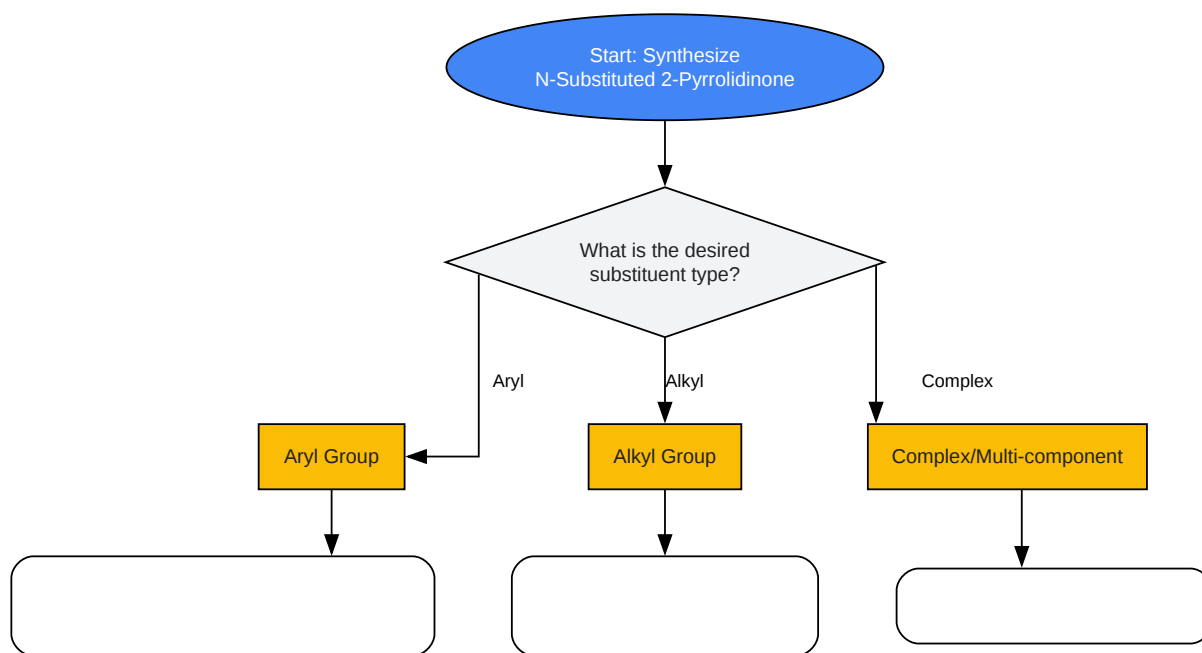 Start: Synthesize
N-Substituted 2-Pyrrolidinone
What is the desired
substituent type?
Aryl
Alkyl
Complex
Aryl Group
Alkyl Group
Complex/Multi-component